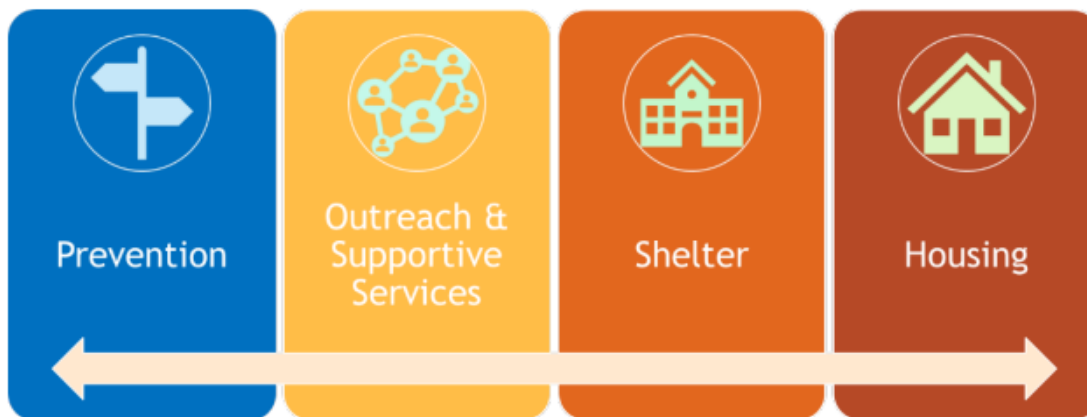 Prevention
Outreach &
Supportive
Services
Shelter
Housing